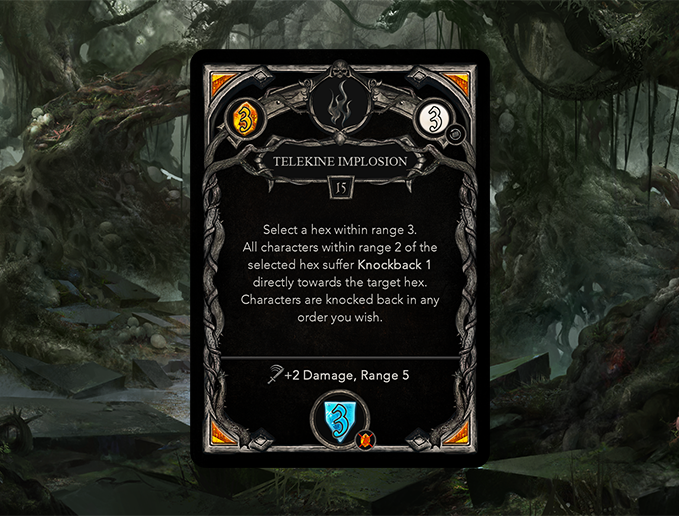 3
3
TELEKINE IMPLOSION
15
Select a hex within range 3.
All characters within range 2 of the
selected hex suffer Knockback 1
directly towards the target hex.
Characters are knocked back in any
order you wish.
+2 Damage, Range 5
3